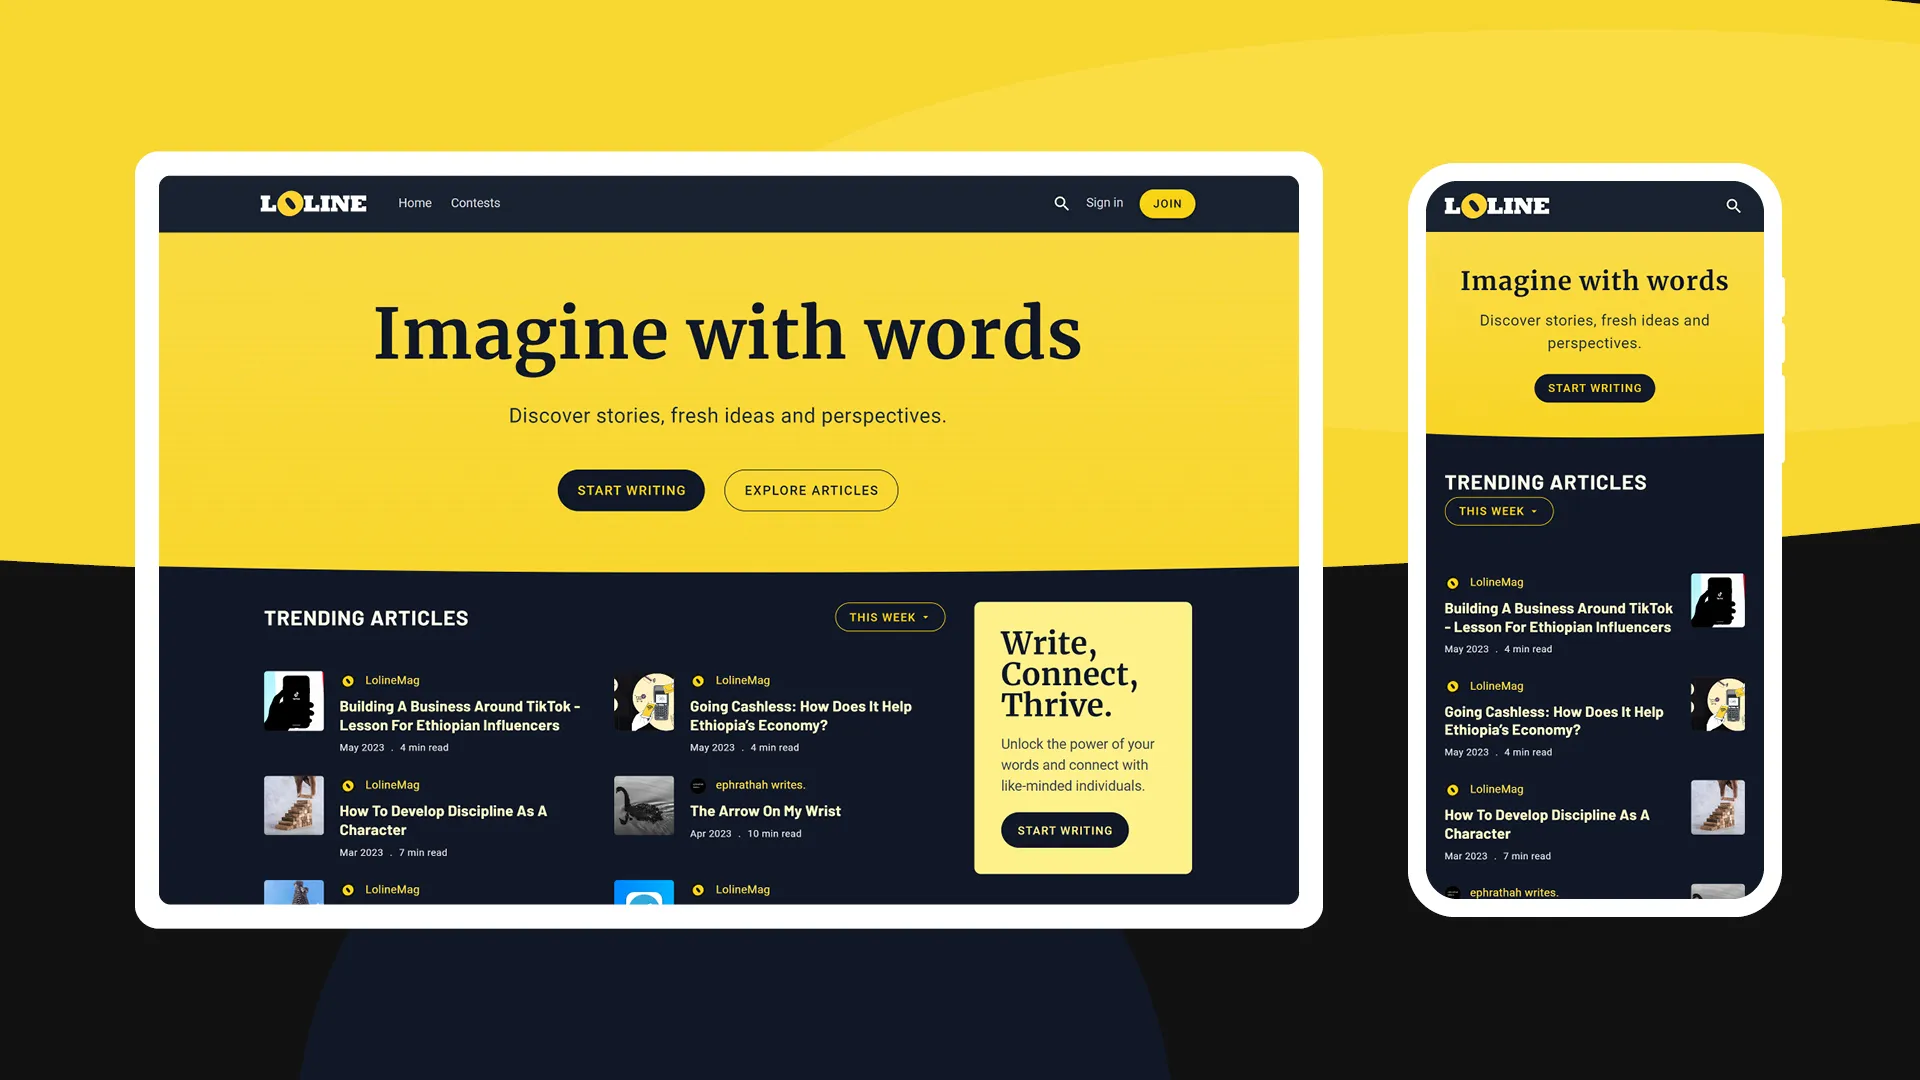 LOLINE
Home
Contests
Sign in
JOIN
Imagine with words
Discover stories, fresh ideas and perspectives.
START WRITING
EXPLORE ARTICLES
TRENDING ARTICLES
THIS WEEK
LolineMag
Building A Business Around TikTok -
Lesson For Ethiopian Influencers
May 2023 . 4 min read
LolineMag
Going Cashless: How Does It Help
Ethiopia’s Economy?
May 2023 . 4 min read
LolineMag
How To Develop Discipline As A
Character
Mar 2023 . 7 min read
ephrathah writes.
The Arrow On My Wrist
Apr 2023 . 10 min read
LolineMag
LolineMag
Write,
Connect,
Thrive.
Unlock the power of your
words and connect with
like-minded individuals.
START WRITING
LOLINE
Imagine with words
Discover stories, fresh ideas and
perspectives.
START WRITING
TRENDING ARTICLES
THIS WEEK
LolineMag
Building A Business Around TikTok
- Lesson For Ethiopian Influencers
May 2023 . 4 min read
LolineMag
Going Cashless: How Does It Help
Ethiopia’s Economy?
May 2023 . 4 min read
LolineMag
How To Develop Discipline As A
Character
Mar 2023 . 7 min read
ephrathah writes.